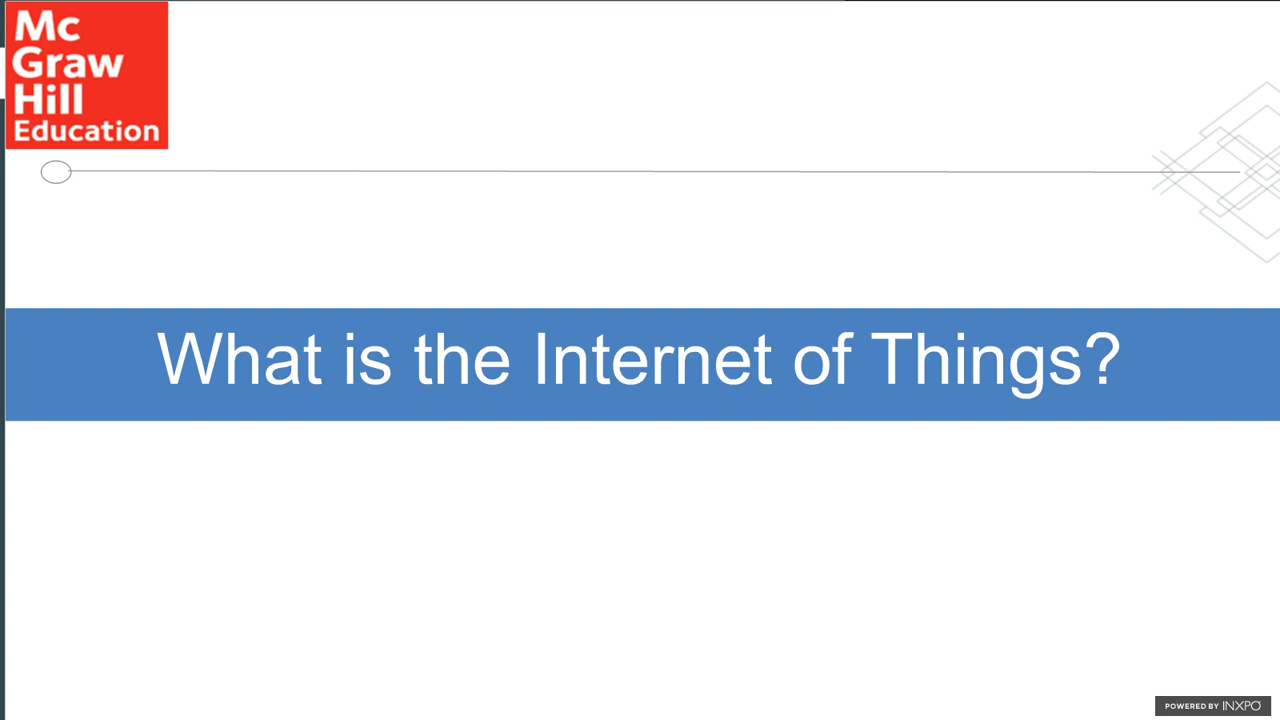 Mc
Graw
Hill
Education
What is the Internet of Things?
POWERED BY INXPO